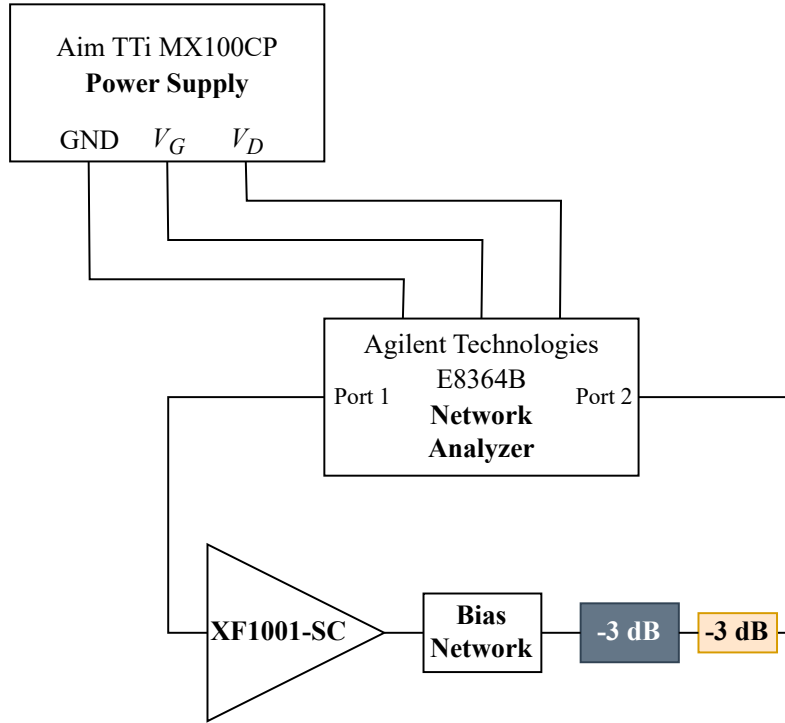 Aim TTi MX100CP
Power Supply
GND V_G V_D
Agilent Technologies
E8364B
Port 1 Network Port 2
Analyzer
XF1001-SC
Bias
Network
-3 dB
-3 dB